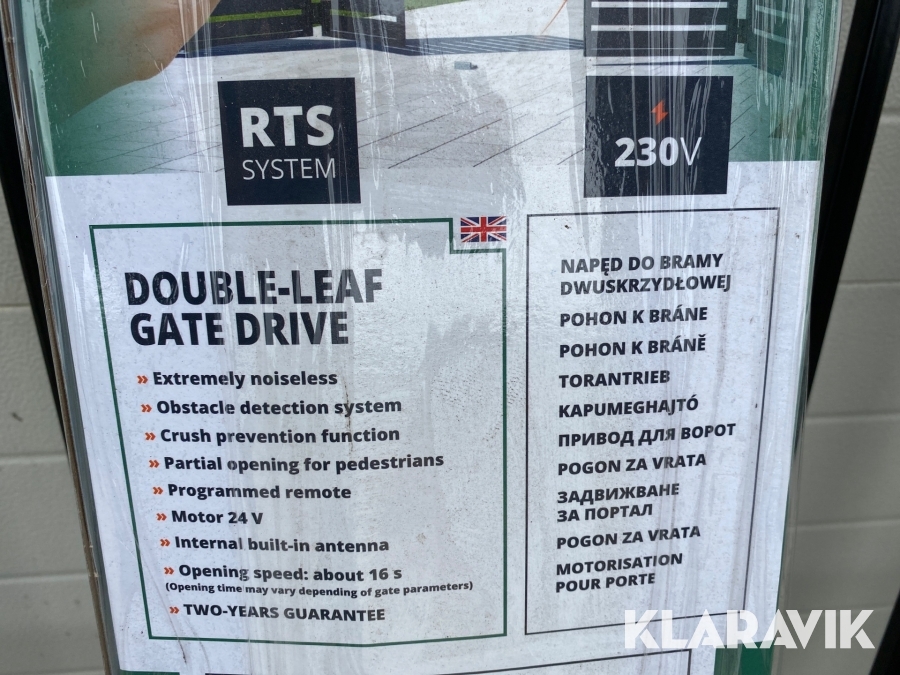 RTS
SYSTEM
230V
DOUBLE-LEAF
GATE DRIVE
» Extremely noiseless
» Obstacle detection system
» Crush prevention function
» Partial opening for pedestrians
» Programmed remote
» Motor 24 V
» Internal built-in antenna
» Opening speed: about 16 s
(Opening time may vary depending of gate parameters)
» TWO-YEARS GUARANTEE
NAPĘD DO BRAMY
DWUSKRZYDŁOWEJ
POHON K BRÁNE
POHON K BRÁNĚ
TORANTRIEB
KAPUMEGHAJTÓ
ПРИВОД ДЛЯ ВОРОТ
POGON ZA VRATA
ЗАДВИЖВАНЕ
ЗА ПОРТАЛ
POGON ZA VRATA
MOTORISATION
POUR PORTE
KLARAVIK